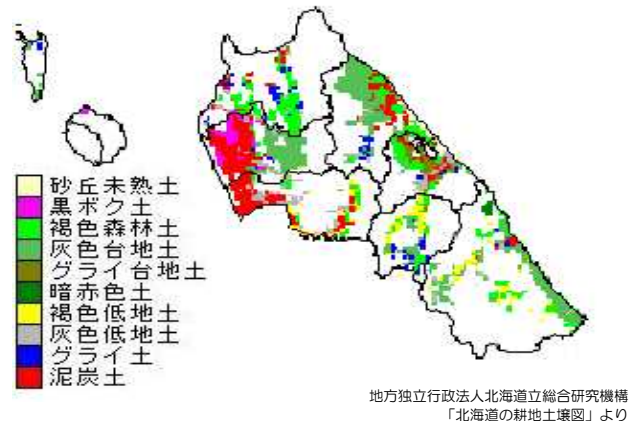 砂丘未熟土
黒ボク土
褐色森林土
灰色台地土
グライ台地土
暗赤色土
褐色低地土
灰色低地土
グライ土
泥炭土
地方独立行政法人北海道立総合研究機構
「北海道の耕地土壌図」より